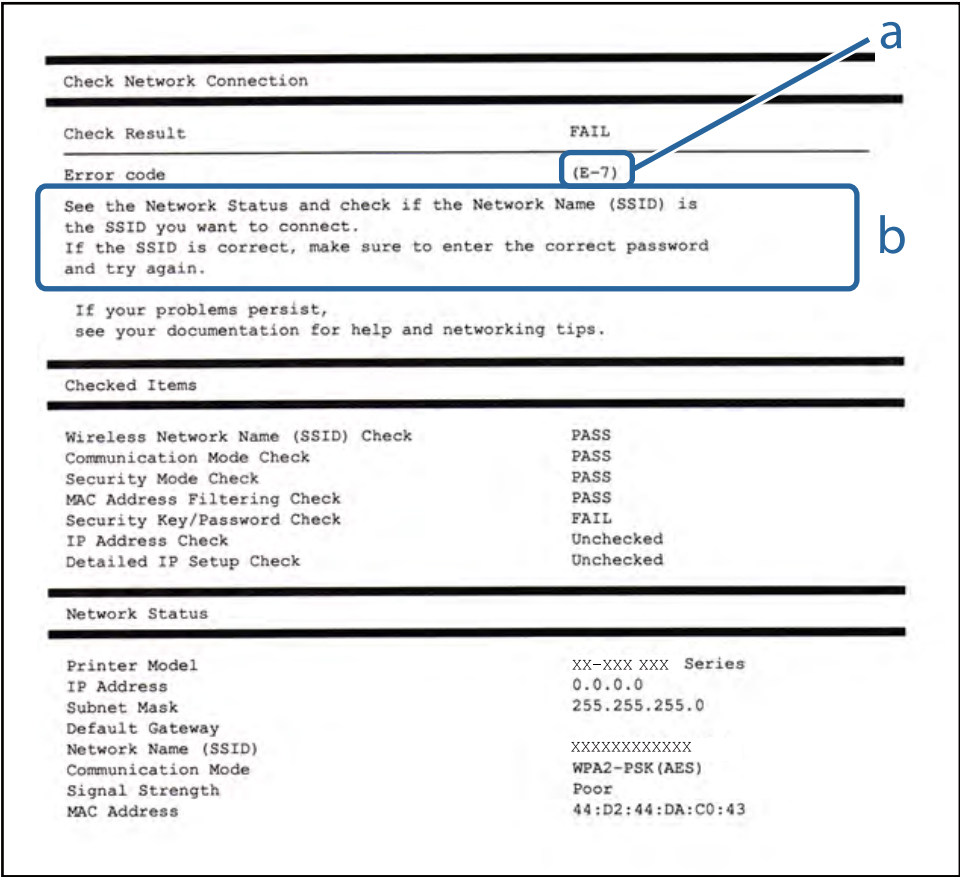 a
Check Network Connection
Check Result FAIL
Error code (E-7)
See the Network Status and check if the Network Name (SSID) is
the SSID you want to connect.
If the SSID is correct, make sure to enter the correct password
and try again.
b
If your problems persist,
see your documentation for help and networking tips.
Checked Items
Wireless Network Name (SSID) Check PASS
Communication Mode Check PASS
Security Mode Check PASS
MAC Address Filtering Check PASS
Security Key/Password Check FAIL
IP Address Check Unchecked
Detailed IP Setup Check Unchecked
Network Status
Printer Model XX-XXX XXX Series
IP Address 0.0.0.0
Subnet Mask 255.255.255.0
Default Gateway
Network Name (SSID) XXXXXXXXXXXX
Communication Mode WPA2-PSK(AES)
Signal Strength Poor
MAC Address 44:D2:44:DA:C0:43